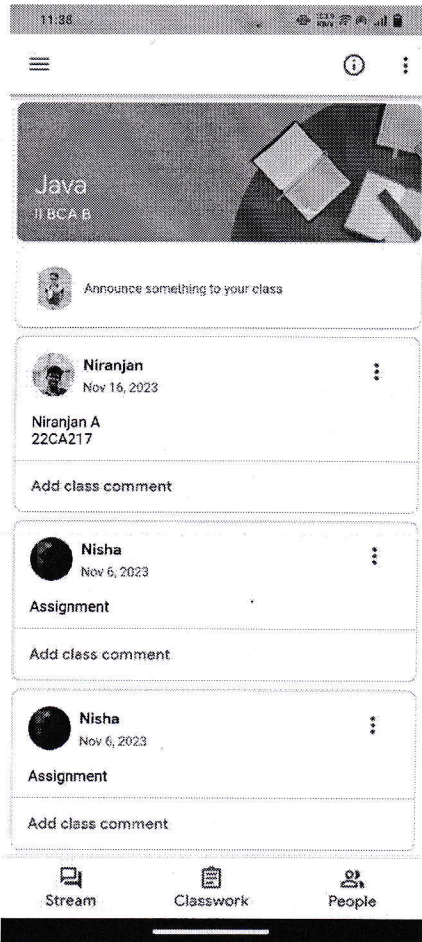 11:38
Java
II BCA B
Announce something to your class
Niranjan
Nov 16, 2023
Niranjan A
22CA217
Add class comment
Nisha
Nov 6, 2023
Assignment
Add class comment
Nisha
Nov 6, 2023
Assignment
Add class comment
Stream
Classwork
People